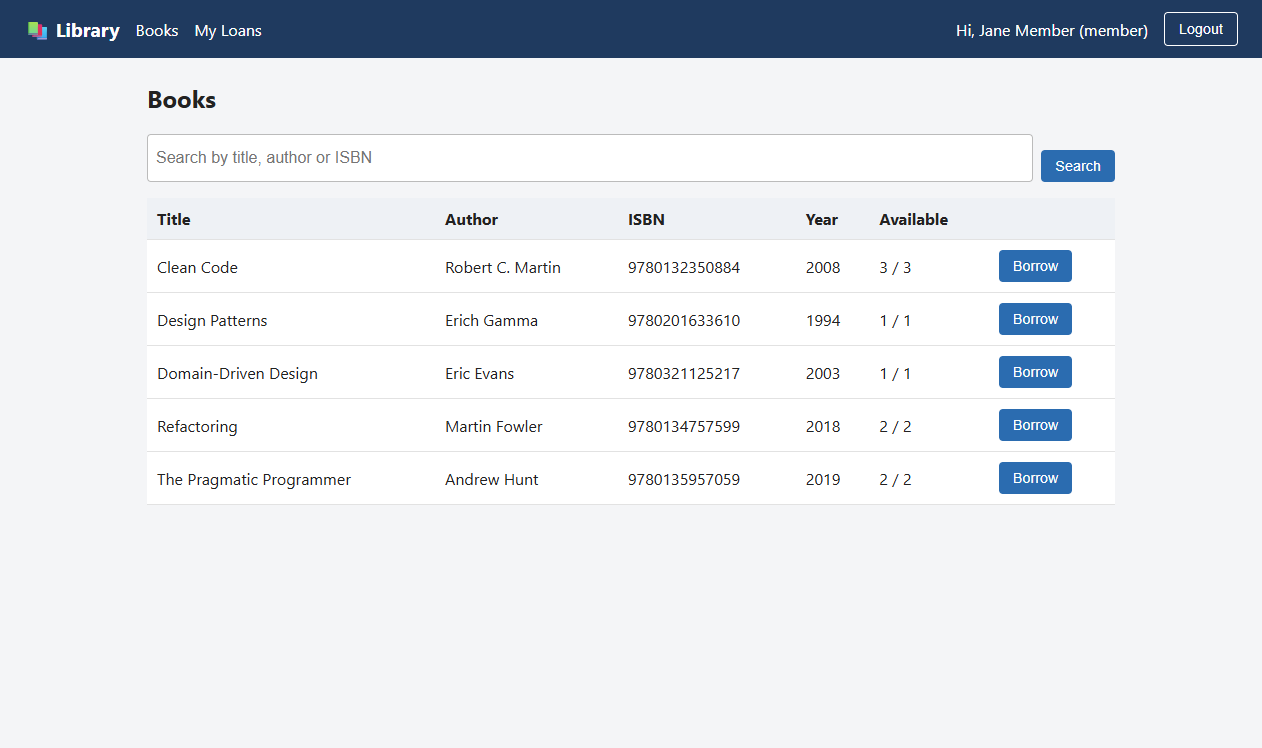 Library Books My Loans Hi, Jane Member (member) Logout
Books
Search by title, author or ISBN Search
Title Author ISBN Year Available
Clean Code Robert C. Martin 9780132350884 2008 3 / 3 Borrow
Design Patterns Erich Gamma 9780201633610 1994 1 / 1 Borrow
Domain-Driven Design Eric Evans 9780321125217 2003 1 / 1 Borrow
Refactoring Martin Fowler 9780134757599 2018 2 / 2 Borrow
The Pragmatic Programmer Andrew Hunt 9780135957059 2019 2 / 2 Borrow